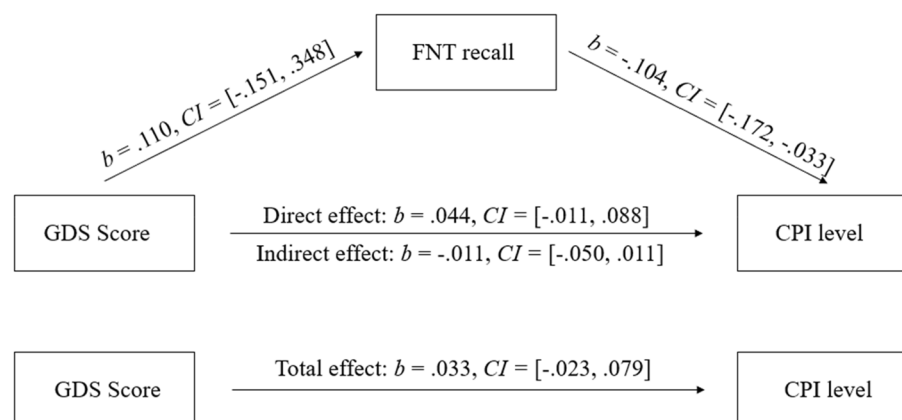 FNT recall
b = .110, CI = [-.151, .348]
b = -.104, CI = [-.172, -.033]
GDS Score
Direct effect: b = .044, CI = [-.011, .088]
Indirect effect: b = -.011, CI = [-.050, .011]
CPI level
GDS Score
Total effect: b = .033, CI = [-.023, .079]
CPI level